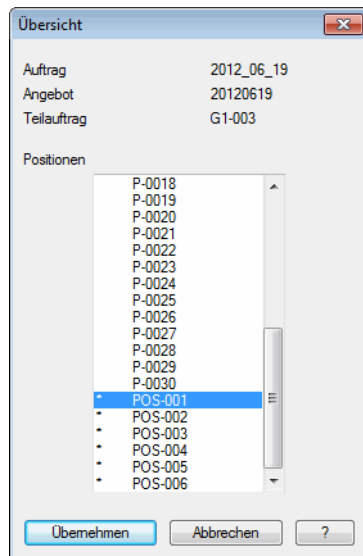 Übersicht
Auftrag 2012_06_19
Angebot 20120619
Teilauftrag G1-003
Positionen
P-0018
P-0019
P-0020
P-0021
P-0022
P-0023
P-0024
P-0025
P-0026
P-0027
P-0028
P-0029
P-0030
* POS-001
* POS-002
* POS-003
* POS-004
* POS-005
* POS-006
Übernehmen Abbrechen ?